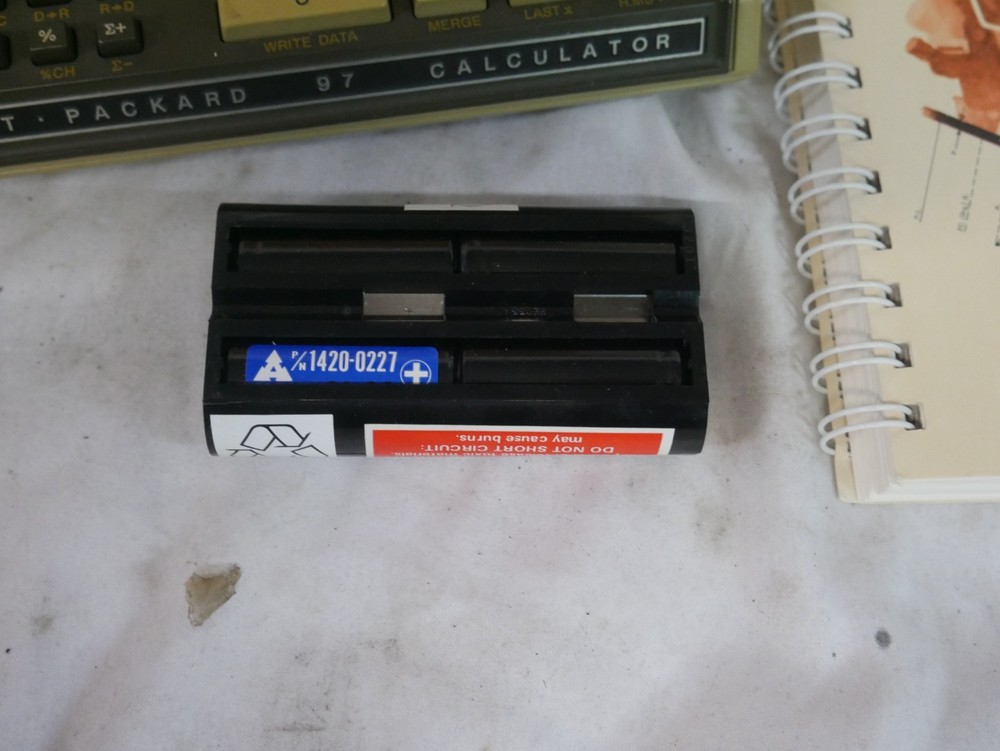 D→R R→D
% Σ+
%CH Σ−
WRITE DATA
MERGE
LAST x
T · PACKARD 97 CALCULATOR
P/N 1420-0227
DO NOT SHORT CIRCUIT:
may cause burns.